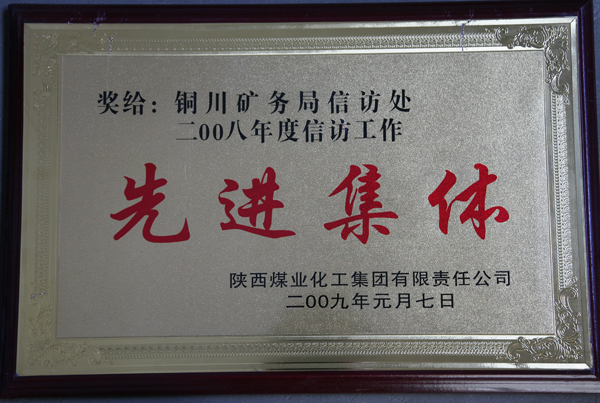 奖给：铜川矿务局信访处
二00八年度信访工作
先进集体
陕西煤业化工集团有限责任公司
二00九年元月七日